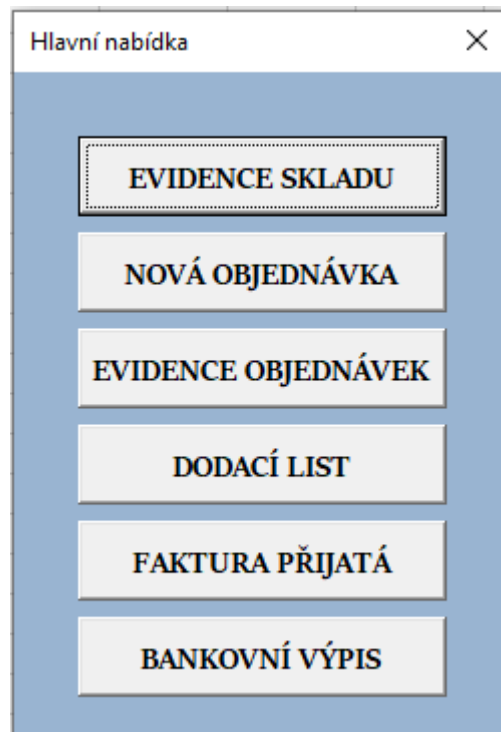 Hlavní nabídka
EVIDENCE SKLADU
NOVÁ OBJEDNÁVKA
EVIDENCE OBJEDNÁVEK
DODACÍ LIST
FAKTURA PŘIJATÁ
BANKOVNÍ VÝPIS